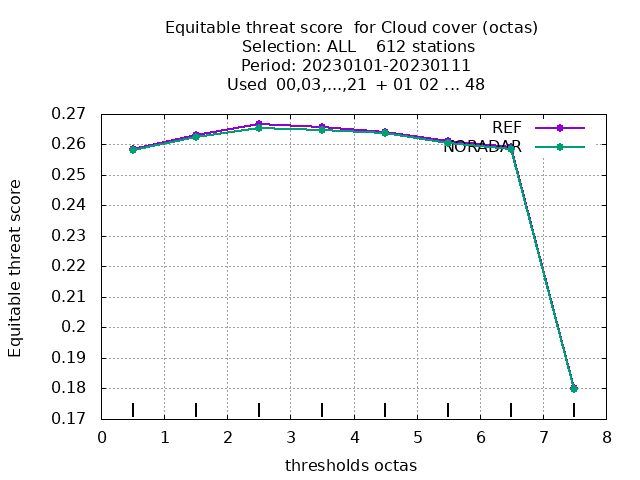 Equitable threat score  for Cloud cover (octas)
Selection: ALL    612 stations
Period: 20230101-20230111
Used  00,03,...,21  + 01 02 ... 48
0.27
0.26
0.25
0.24
0.23
0.22
0.21
0.2
0.19
0.18
0.17
Equitable threat score
REF
NORADAR
0 1 2 3 4 5 6 7 8
thresholds octas